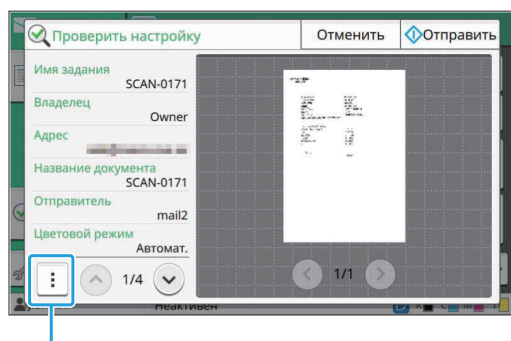 Проверить настройку
Отменить
Отправить
Имя задания
SCAN-0171
Владелец
Owner
Адрес
Название документа
SCAN-0171
Отправитель
mail2
Цветовой режим
Автомат.
1/4
1/1
Неактивен